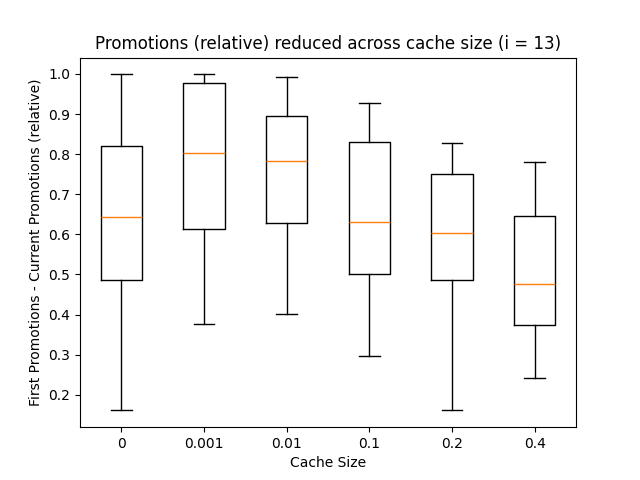 Promotions (relative) reduced across cache size (i = 13)
First Promotions - Current Promotions (relative)
1.0
0.9
0.8
0.7
0.6
0.5
0.4
0.3
0.2
0 0.001 0.01 0.1 0.2 0.4
Cache Size